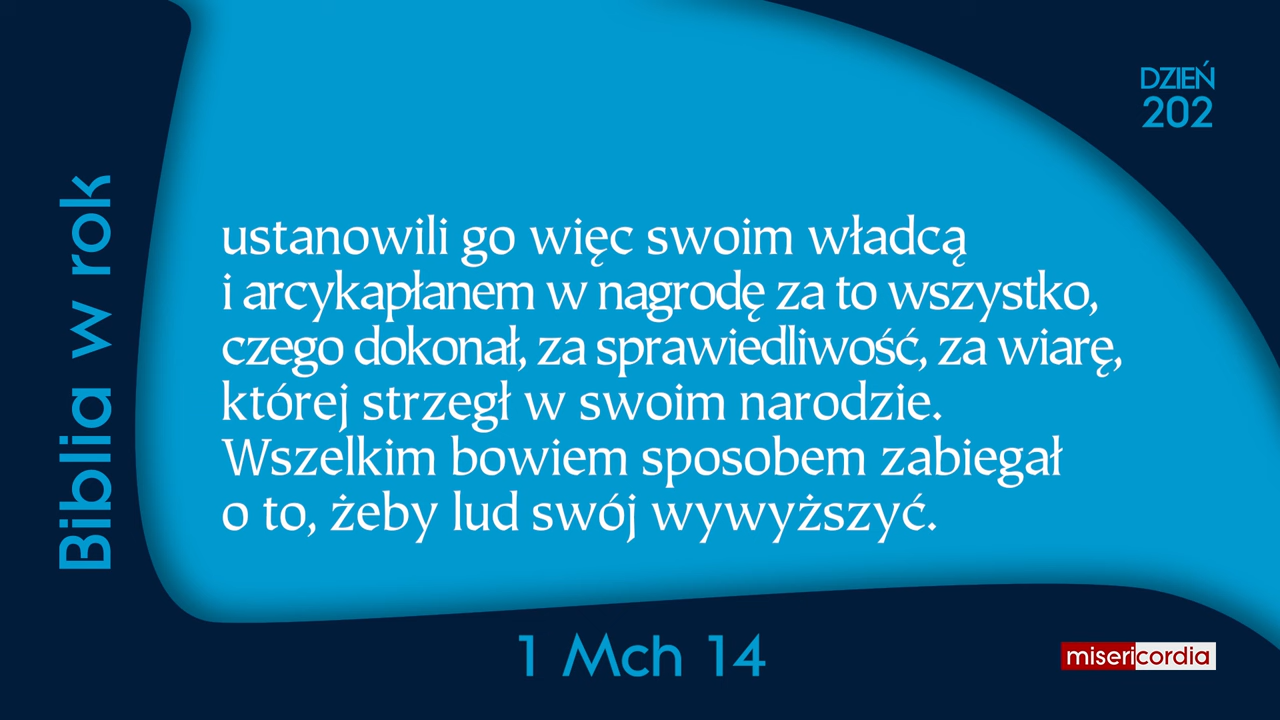 DZIEŃ
202
Biblia w rok
ustanowili go więc swoim władcą
i arcykapłanem w nagrodę za to wszystko,
czego dokonał, za sprawiedliwość, za wiarę,
której strzegł w swoim narodzie.
Wszelkim bowiem sposobem zabiegał
o to, żeby lud swój wywyższyć.
1 Mch 14
misericordia